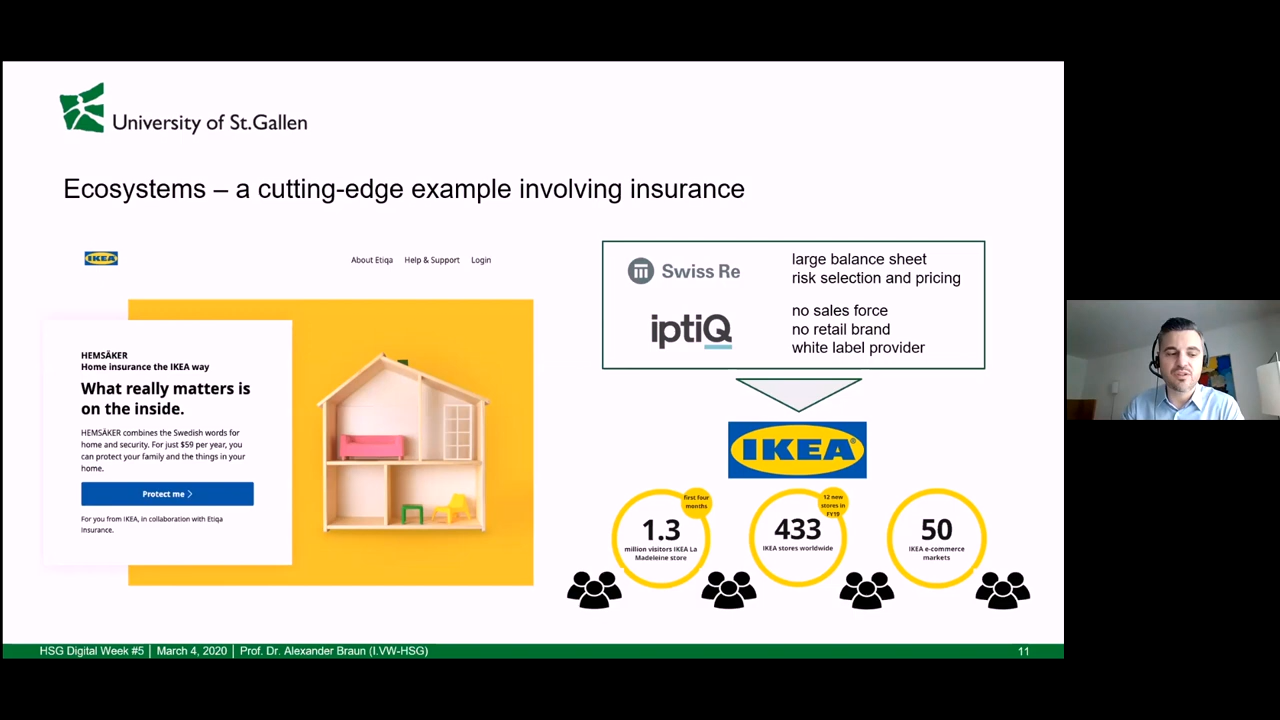 University of St.Gallen
Ecosystems – a cutting-edge example involving insurance
IKEA
About Etiqa Help & Support Login
HEMSÄKER
Home insurance the IKEA way
What really matters is
on the inside.
HEMSÄKER combines the Swedish words for
home and security. For just $59 per year, you
can protect your family and the things in your
home.
Protect me >
For you from IKEA, in collaboration with Etiqa
Insurance.
Swiss Re
large balance sheet
risk selection and pricing
iptiQ
no sales force
no retail brand
white label provider
IKEA®
first four
months
1.3
million visitors IKEA La
Madeleine store
12 new
stores in
FY19
433
IKEA stores worldwide
50
IKEA e-commerce
markets
HSG Digital Week #5 | March 4, 2020 | Prof. Dr. Alexander Braun (I.VW-HSG)
11